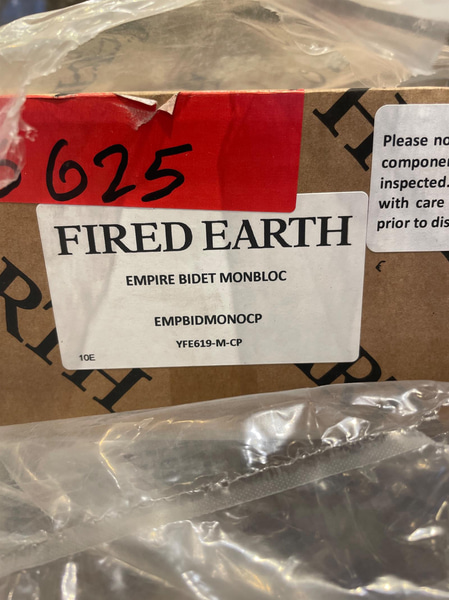 625
Please no
componen
inspected.
with care
prior to dis
FIRED EARTH
EMPIRE BIDET MONBLOC
EMPBIDMONOCP
YFE619-M-CP
10E
€
RTH